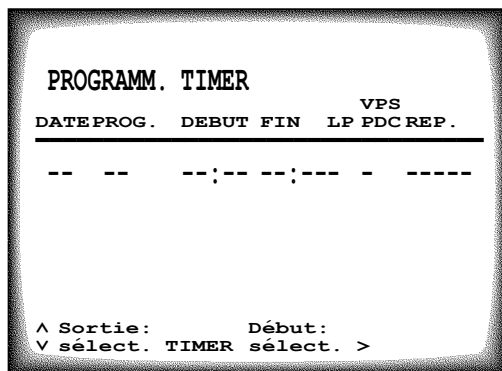 PROGRAMM. TIMER
VPS
DATE PROG. DEBUT FIN LP PDC REP.
-- -- --:-- --:--- - -----
^ Sortie: Début:
v sélect. TIMER sélect. >